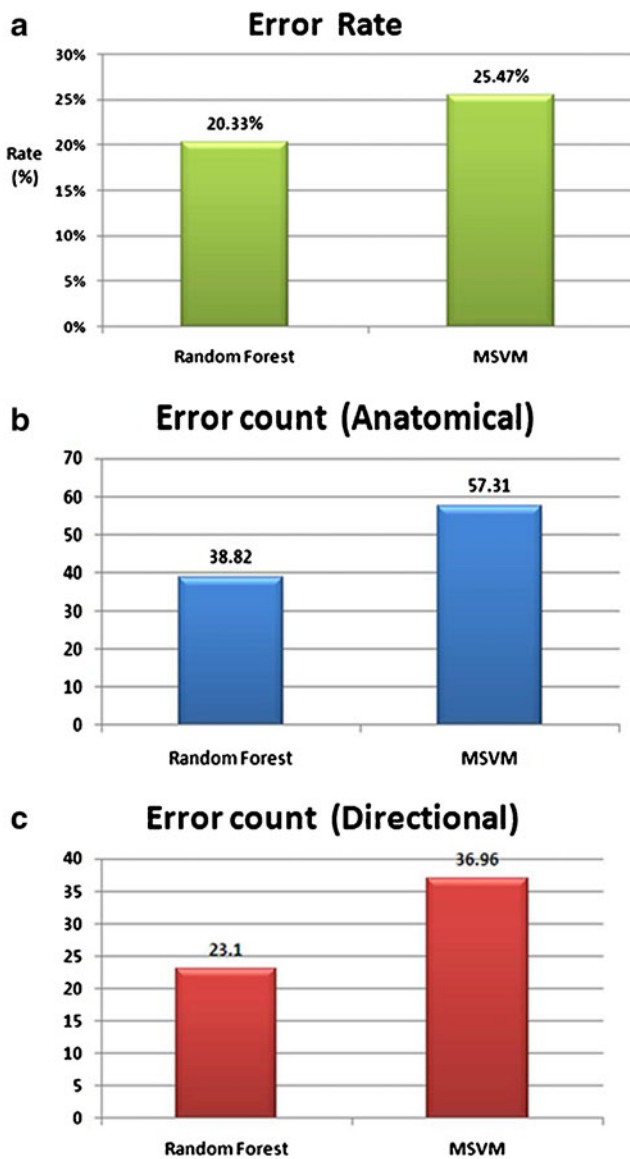 a
Error Rate
30%
25%
20%
15%
10%
5%
0%
Rate
(%)
20.33%
25.47%
Random Forest
MSVM
b
Error count (Anatomical)
70
60
50
40
30
20
10
0
38.82
57.31
Random Forest
MSVM
c
Error count (Directional)
40
35
30
25
20
15
10
5
0
23.1
36.96
Random Forest
MSVM